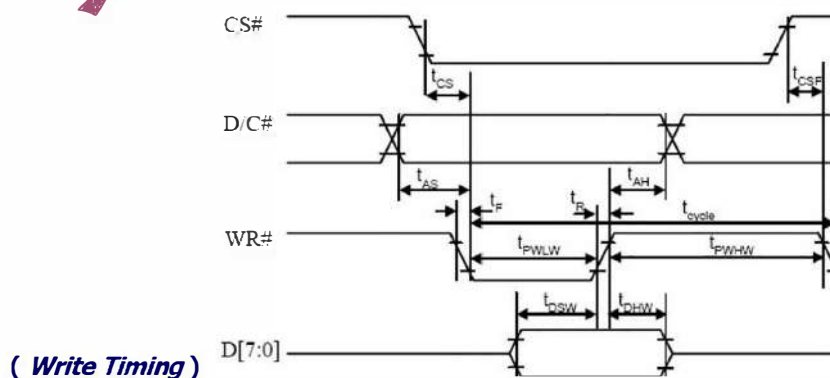 CS#
tCS
tCSF
D/C#
tAS
tAH
tF
tR
tcycle
WR#
tPWLW
tPWHW
tDSW
tDHW
D[7:0]
( Write Timing )